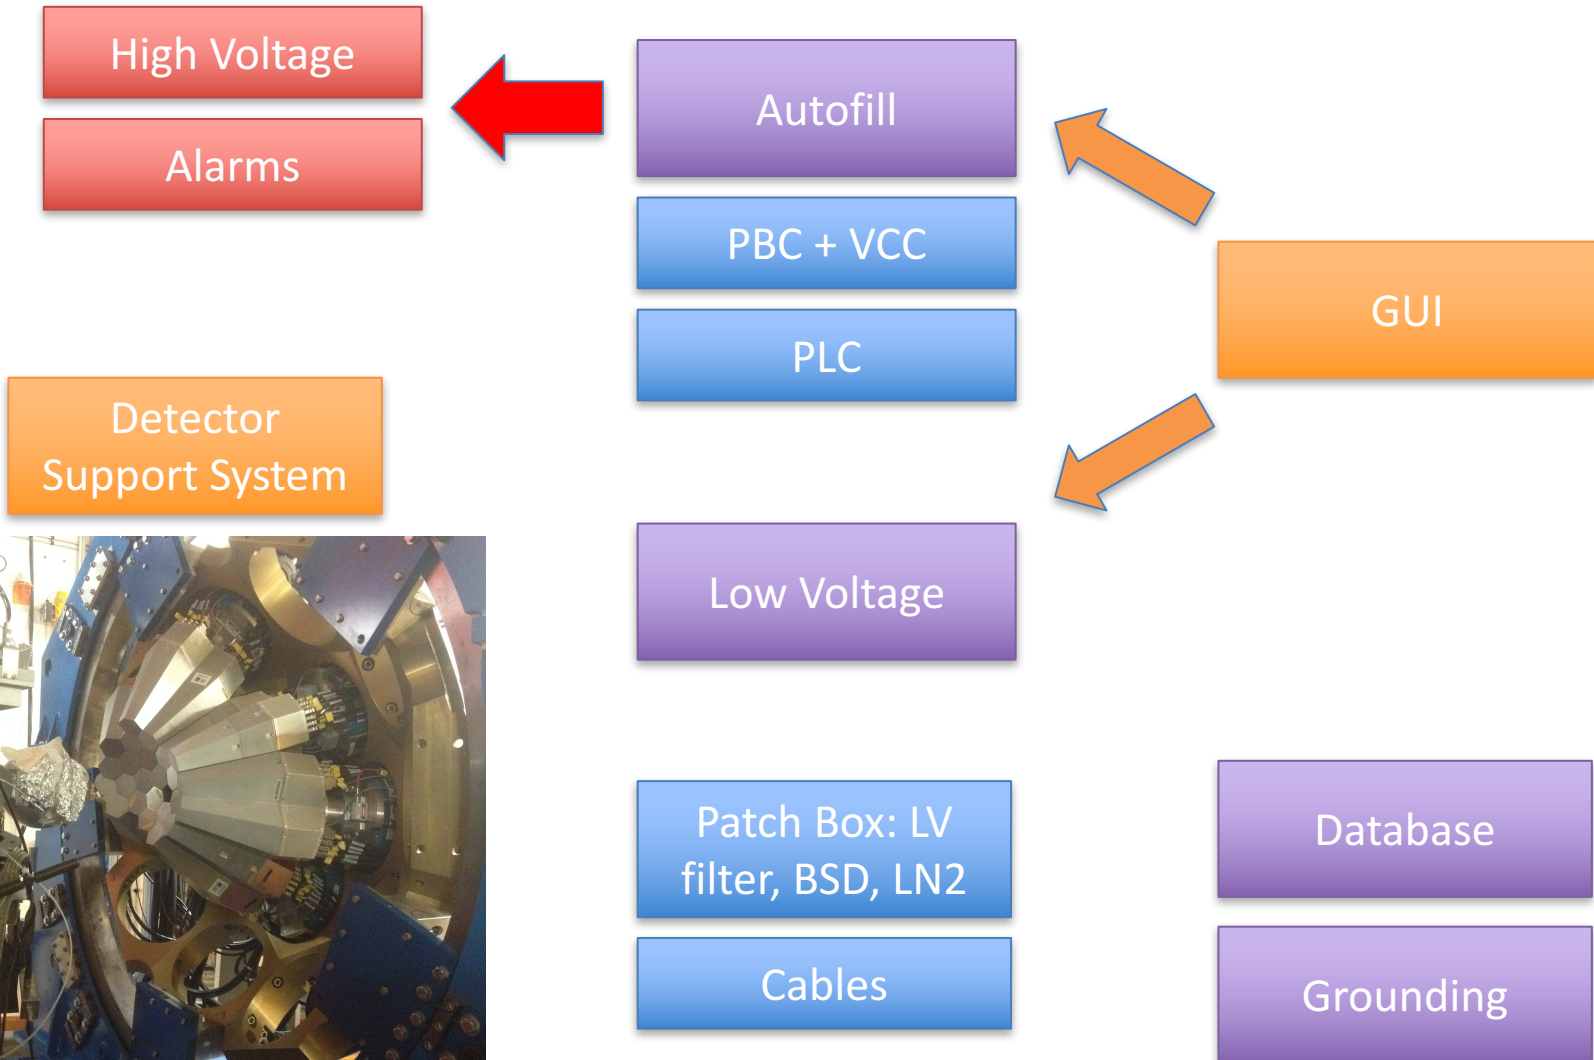 High Voltage
Alarms
Autofill
PBC + VCC
PLC
GUI
Detector
Support System
Low Voltage
Patch Box: LV
filter, BSD, LN2
Cables
Database
Grounding